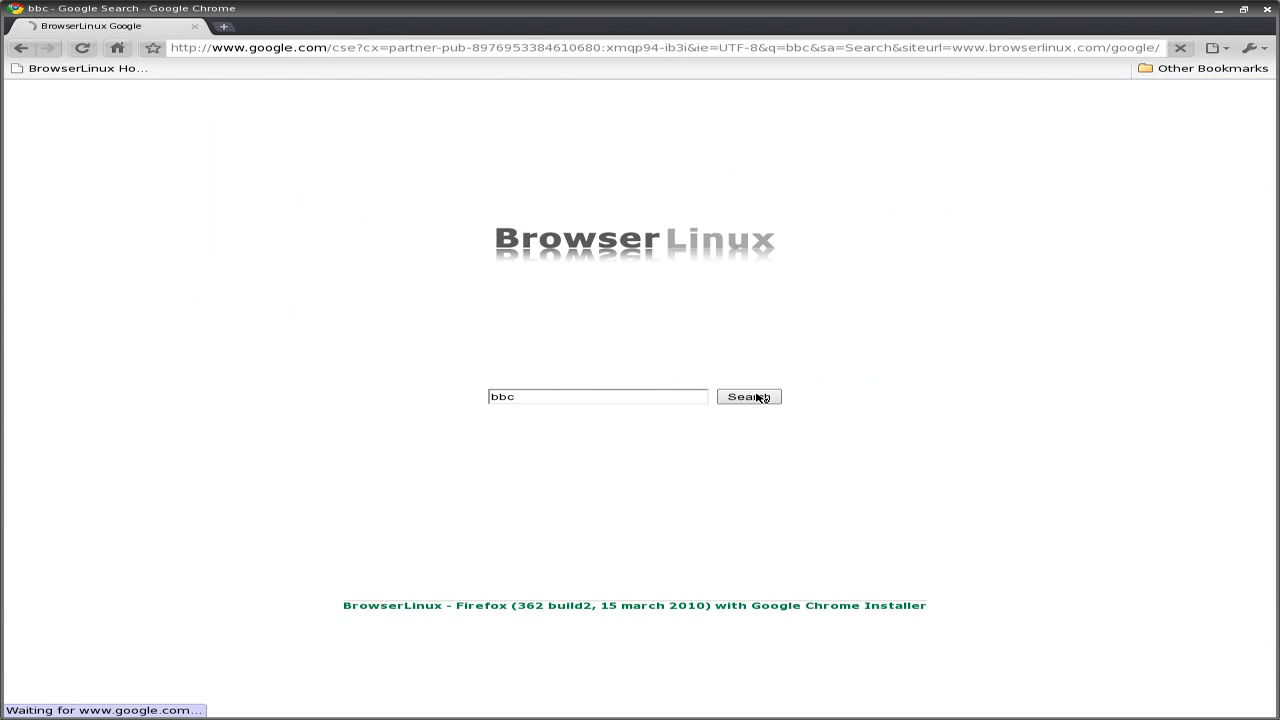 bbc - Google Search - Google Chrome
BrowserLinux Google
http://www.google.com/cse?cx=partner-pub-8976953384610680:xmqp94-ib3i&ie=UTF-8&q=bbc&sa=Search&siteurl=www.browserlinux.com/google/
BrowserLinux Ho...
Other Bookmarks
BrowserLinux
bbc
Search
BrowserLinux - Firefox (362 build2, 15 march 2010) with Google Chrome Installer
Waiting for www.google.com...